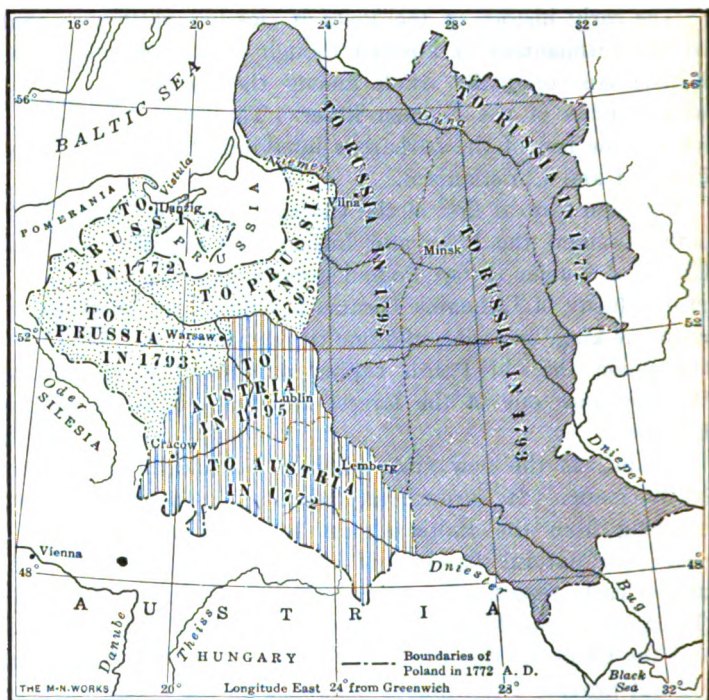 16° 20° 24° 28° 32°
56° 56°
BALTIC SEA
Duna
TO RUSSIA IN 1772
TO RUSSIA IN 1795
Niemen
Vilna
POMERANIA
Vistula
Danzig
TO PRUSSIA IN 1772
PRUSSIA
TO PRUSSIA IN 1795
Minsk
TO RUSSIA IN 1793
52°
TO PRUSSIA IN 1793
Warsaw
Oder
SILESIA
TO AUSTRIA IN 1795
Lublin
Cracow
TO AUSTRIA IN 1772
Lemberg
Dnieper
Vienna
48° 48°
Dniester
Bug
AUSTRIA
Danube
Theiss
HUNGARY
Boundaries of
Poland in 1772 A. D.
Black
Sea
THE M.-N. WORKS
20° Longitude East 24° from Greenwich 28°